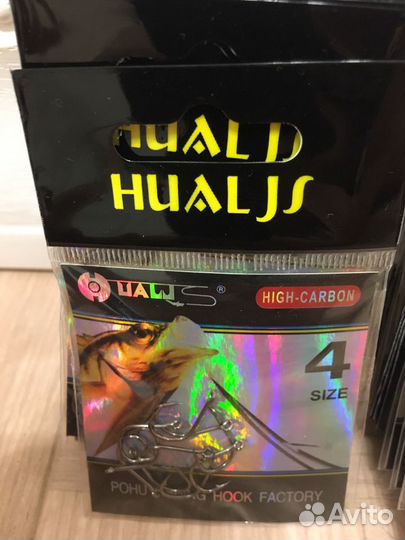 HUALJS
HUALJS
HIGH-CARBON
4
SIZE
HOOK FACTORY
Avito